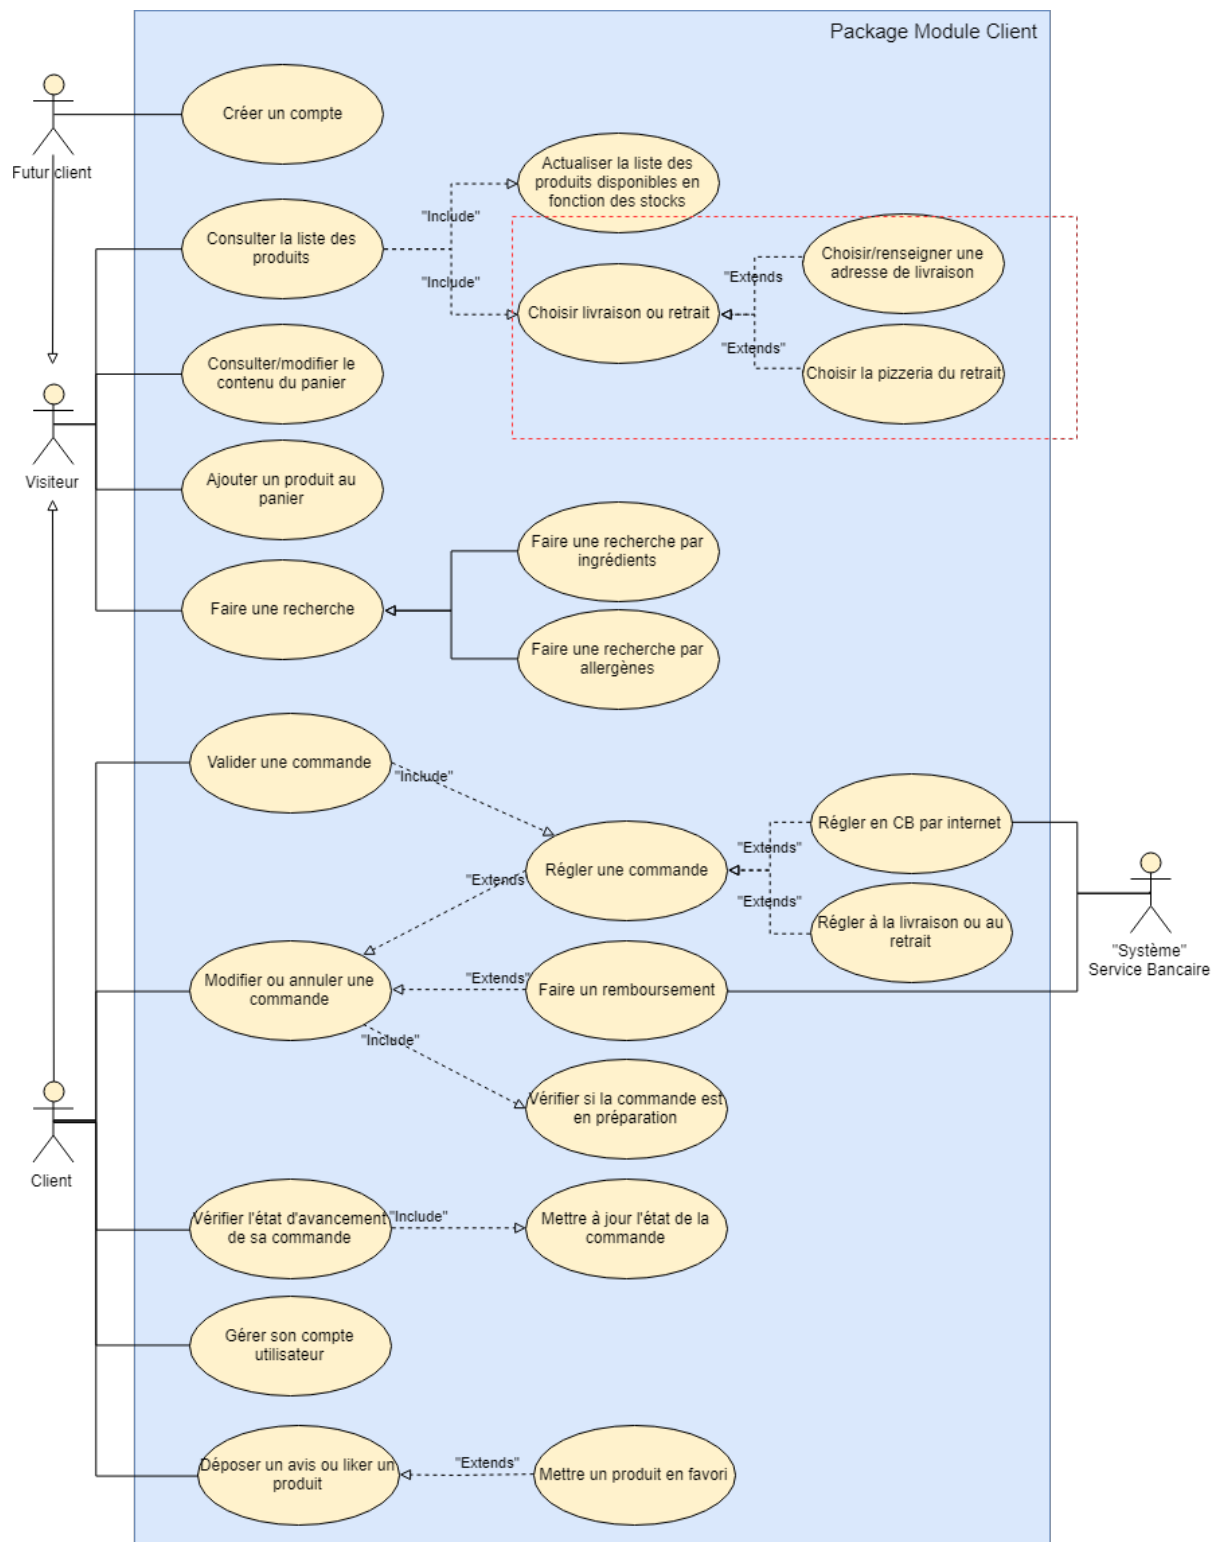 Package Module Client
Créer un compte
Futur client
Actualiser la liste des
produits disponibles en
fonction des stocks
"Include"
Consulter la liste des
produits
"Include"
Choisir/renseigner une
adresse de livraison
"Extends
Choisir livraison ou retrait
"Extends"
Choisir la pizzeria du retrait
Consulter/modifier le
contenu du panier
Visiteur
Ajouter un produit au
panier
Faire une recherche par
ingrédients
Faire une recherche
Faire une recherche par
allergènes
Valider une commande
"Include"
Régler en CB par internet
"Extends"
Régler une commande
"Extends
"Extends"
Régler à la livraison ou au
retrait
"Système"
Service Bancaire
Modifier ou annuler une
commande
"Extends"
Faire un remboursement
"Include"
Vérifier si la commande est
en préparation
Client
Vérifier l'état d'avancement
de sa commande
"Include"
Mettre à jour l'état de la
commande
Gérer son compte
utilisateur
Déposer un avis ou liker un
produit
"Extends"
Mettre un produit en favori